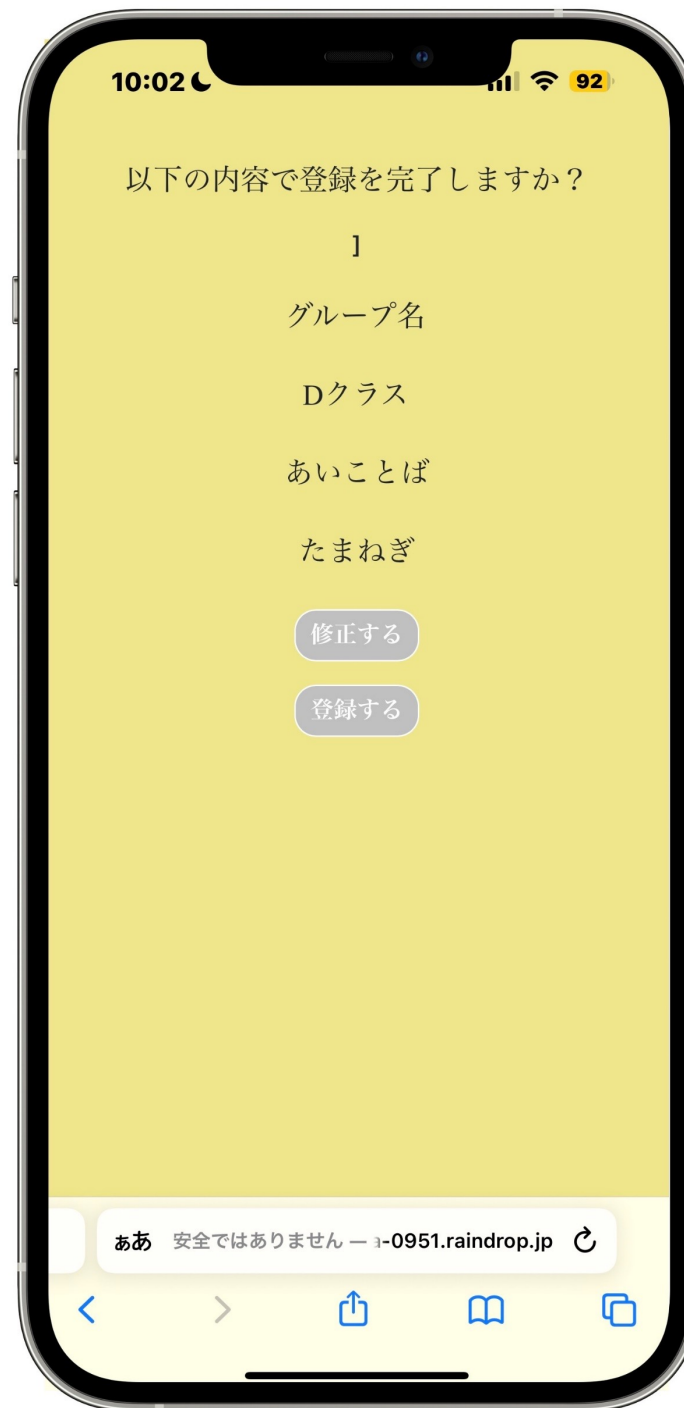 10:02
92
以下の内容で登録を完了しますか？
]
グループ名
Dクラス
あいことば
たまねぎ
修正する
登録する
ぁあ 安全ではありません — -0951.raindrop.jp